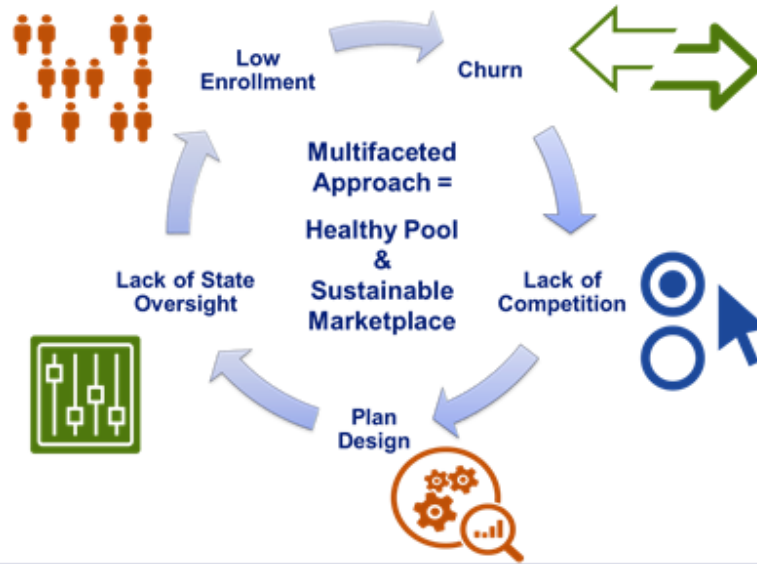 Low
Enrollment
Churn
Multifaceted
Approach =
Healthy Pool
&
Sustainable
Marketplace
Lack of State
Oversight
Lack of
Competition
Plan
Design